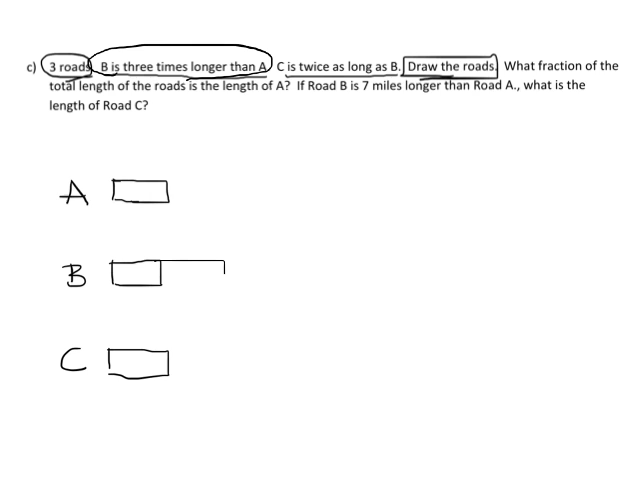 c) 3 roads. B is three times longer than A. C is twice as long as B. Draw the roads. What fraction of the
total length of the roads is the length of A? If Road B is 7 miles longer than Road A., what is the
length of Road C?
A
B
C